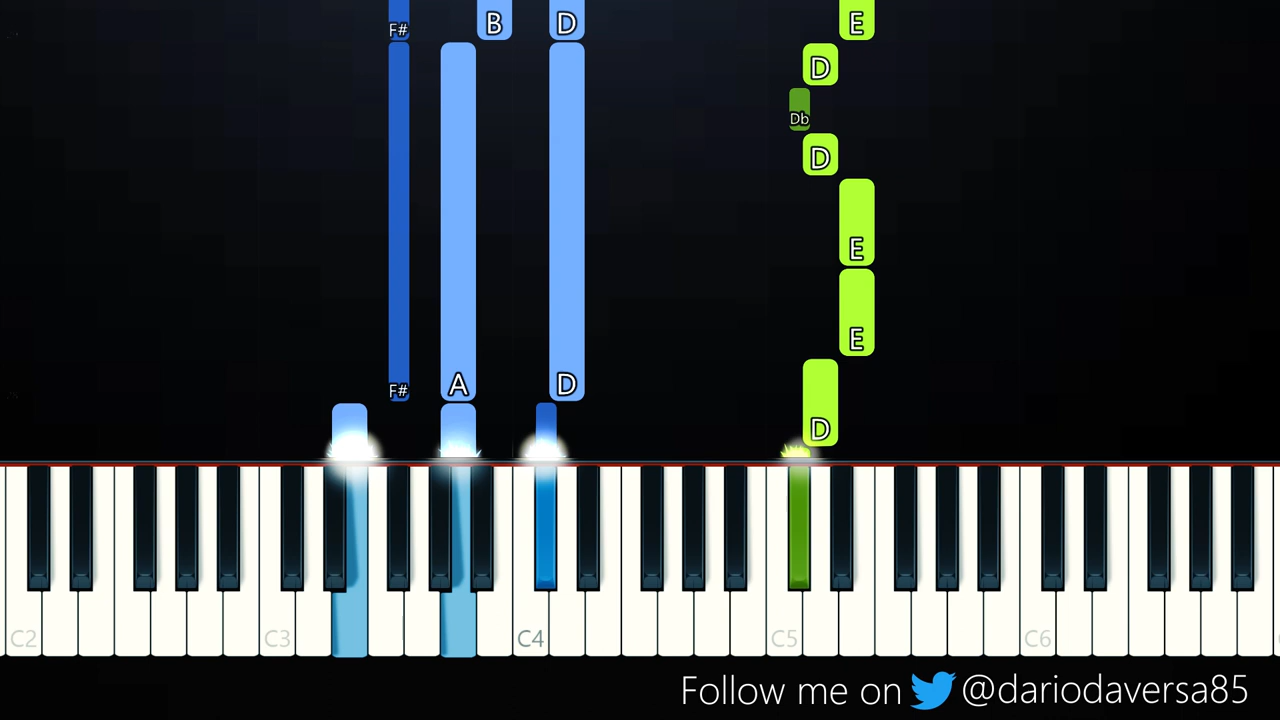 F# B D E
D
Db
D
E
E
F# A D
D
C2 C3 C4 C5 C6
Follow me on @dariodaversa85